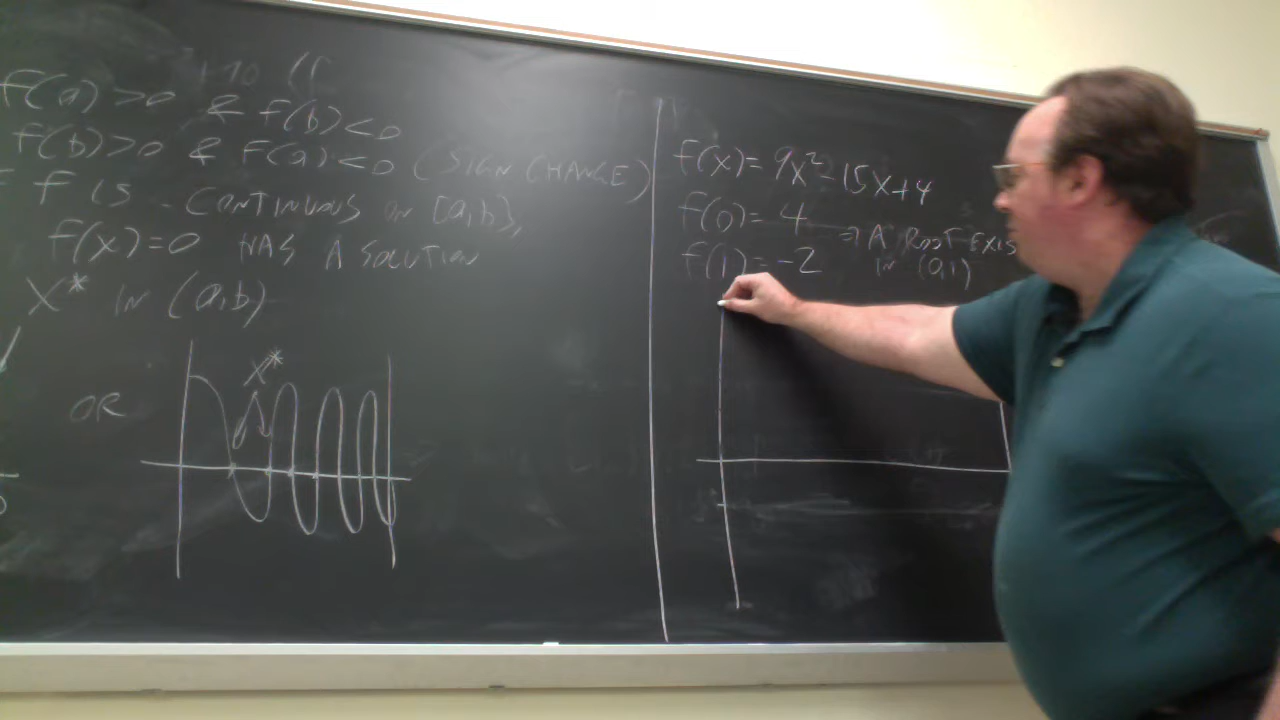 f(a)>0 & f(b)<0
f(b)>0 & f(a)<0 (SIGN CHANGE)
= f IS CONTINUOUS ON [a,b],
f(x)=0 HAS A SOLUTION
X* IN (a,b)
OR
X*
f(x)=9x²-15x+4
f(0)=4
f(1)=-2
⇒ A ROOT EXIS
IN (0,1)